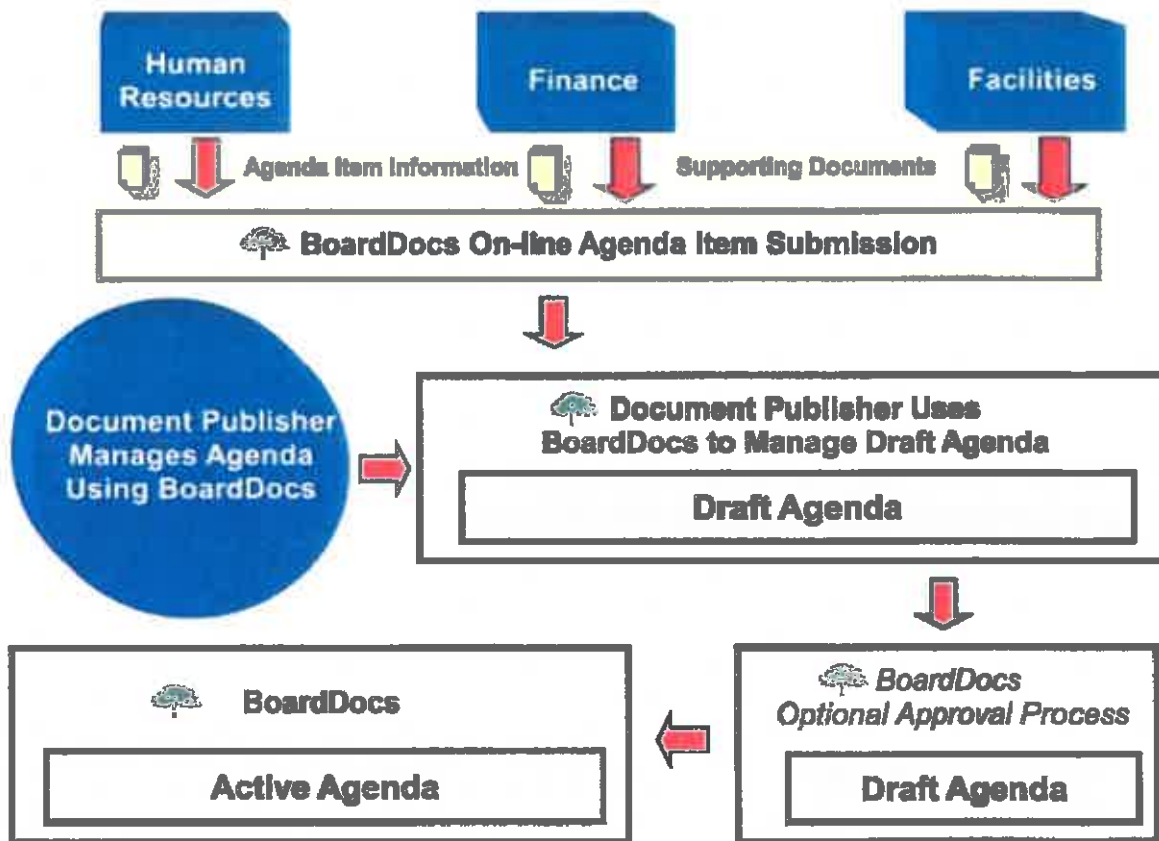 Human
Resources
Finance
Facilities
Agenda Item Information
Supporting Documents
BoardDocs On-line Agenda Item Submission
Document Publisher
Manages Agenda
Using BoardDocs
Document Publisher Uses
BoardDocs to Manage Draft Agenda
Draft Agenda
BoardDocs
Optional Approval Process
Draft Agenda
BoardDocs
Active Agenda